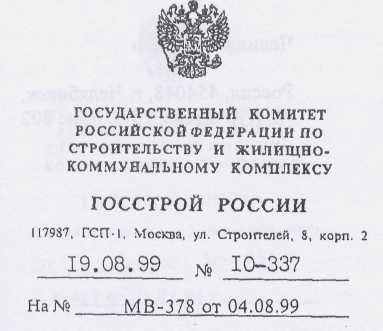 ГОСУДАРСТВЕННЫЙ КОМИТЕТ
РОССИЙСКОЙ ФЕДЕРАЦИИ ПО
СТРОИТЕЛЬСТВУ И ЖИЛИЩНО-
КОММУНАЛЬНОМУ КОМПЛЕКСУ
ГОССТРОЙ РОССИИ
117987, ГСП-1, Москва, ул. Строителей, 8, корп. 2
19.08.99 № 10-337
На № МВ-378 от 04.08.99